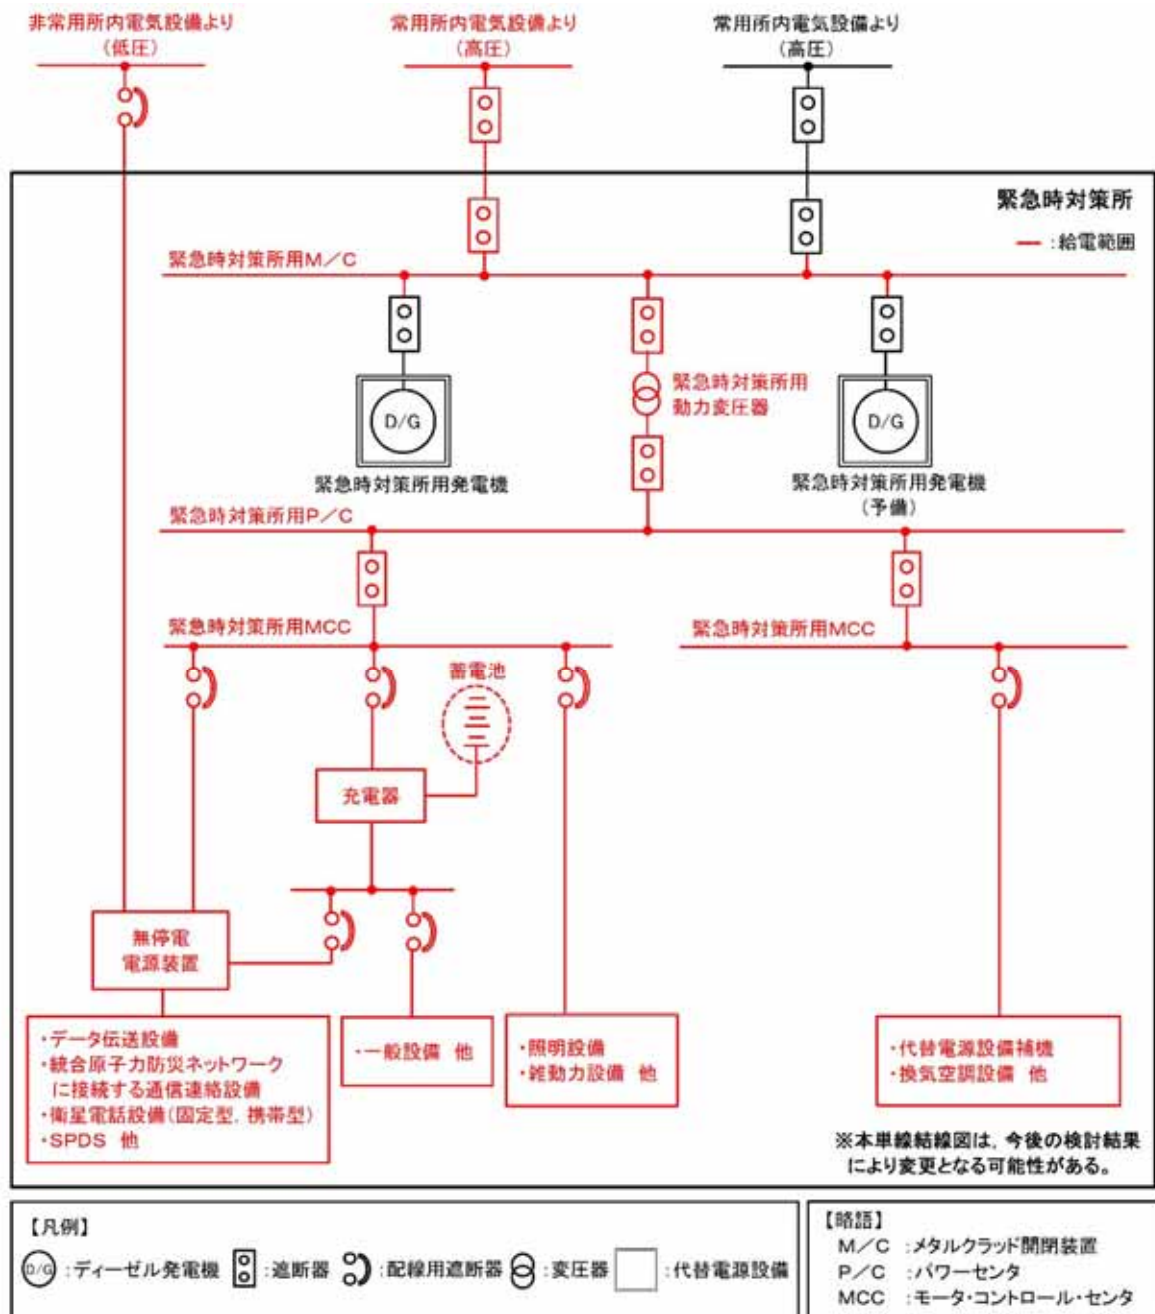 非常用所内電気設備より
(低圧)
常用所内電気設備より
(高圧)
常用所内電気設備より
(高圧)
緊急時対策所
:給電範囲
緊急時対策所用M/C
緊急時対策所用
動力変圧器
D/G
D/G
緊急時対策所用発電機
緊急時対策所用発電機
(予備)
緊急時対策所用P/C
緊急時対策所用MCC
緊急時対策所用MCC
蓄電池
充電器
無停電
電源装置
・データ伝送設備
・統合原子力防災ネットワーク
に接続する通信連絡設備
・衛星電話設備(固定型,携帯型)
・SPDS 他
・一般設備 他
・照明設備
・雑動力設備 他
・代替電源設備補機
・換気空調設備 他
※本単線結線図は,今後の検討結果
により変更となる可能性がある。
【凡例】
D/G :ディーゼル発電機 :遮断器 :配線用遮断器 :変圧器 :代替電源設備
【略語】
M/C :メタルクラッド開閉装置
P/C :パワーセンタ
MCC :モータ・コントロール・センタ